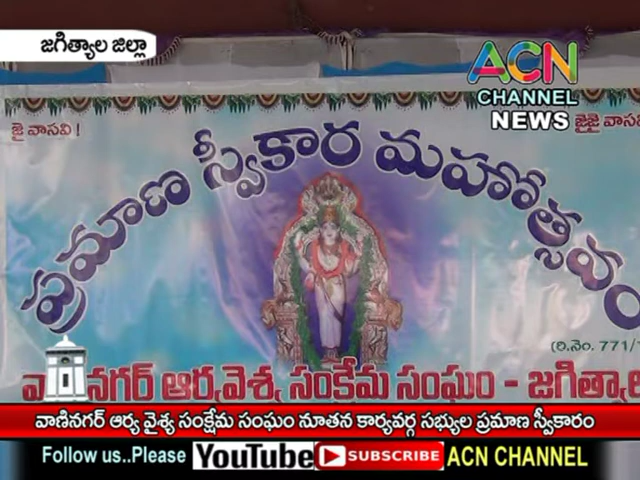 జగిత్యాల జిల్లా
ACN
CHANNEL
NEWS
జై వాసవి !
జైజై వాసవి
ప్రమాణ స్వీకార మహోత్సవం
(రి.నెం. 771/
వాణినగర్ ఆర్యవైశ్య సంక్షేమ సంఘం - జగిత్యాల
వాణినగర్ ఆర్య వైశ్య సంక్షేమ సంఘం నూతన కార్యవర్గ సభ్యుల ప్రమాణ స్వీకారం
Follow us..Please YouTube SUBSCRIBE ACN CHANNEL